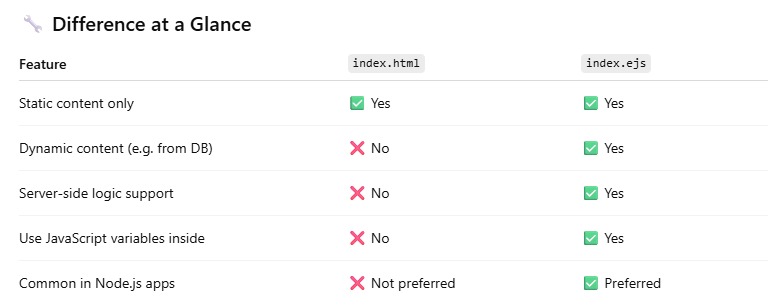 🔧 Difference at a Glance
Feature index.html index.ejs
Static content only ✅ Yes ✅ Yes
Dynamic content (e.g. from DB) ❌ No ✅ Yes
Server-side logic support ❌ No ✅ Yes
Use JavaScript variables inside ❌ No ✅ Yes
Common in Node.js apps ❌ Not preferred ✅ Preferred